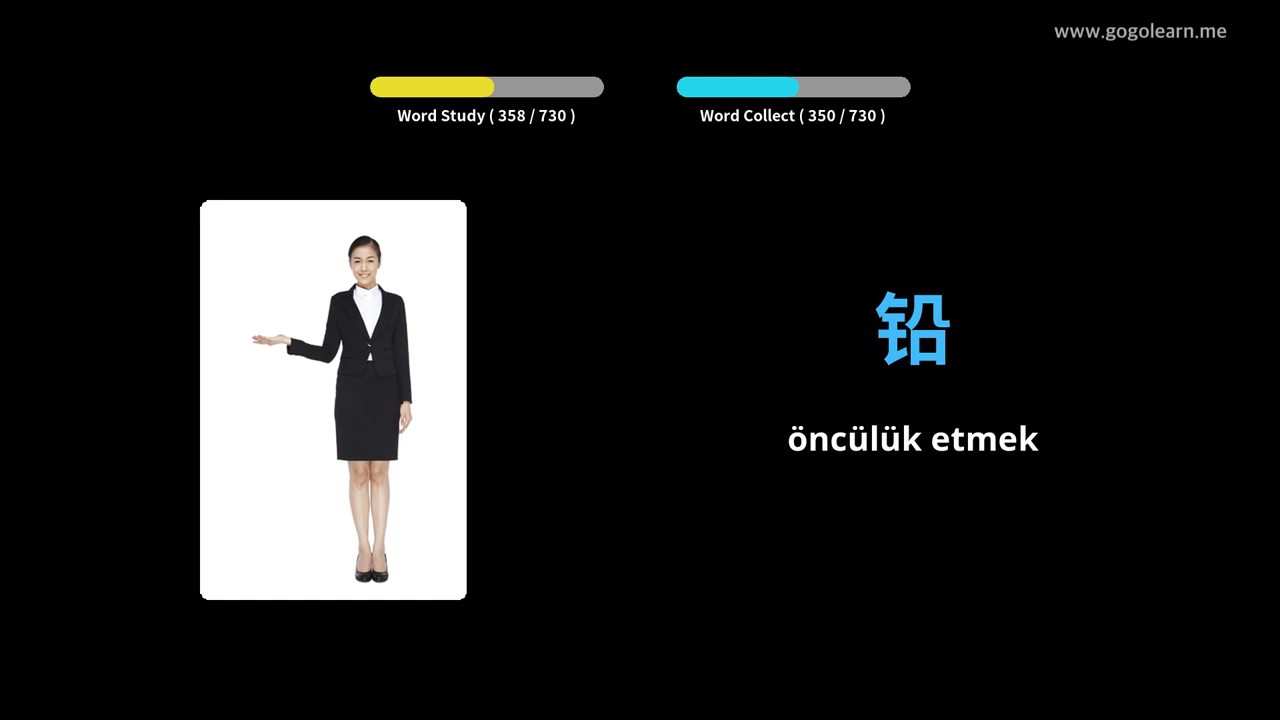 www.gogolearn.me
Word Study ( 358 / 730 )
Word Collect ( 350 / 730 )
铅
öncülük etmek